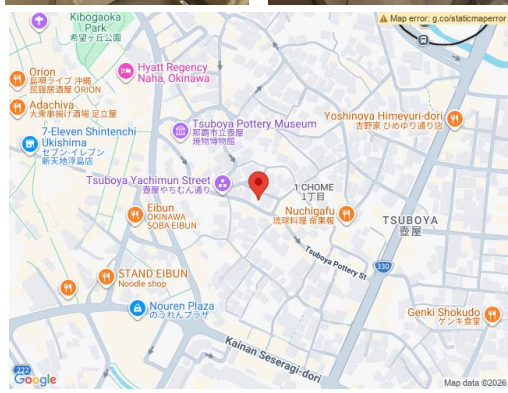 Map error: g.co/staticmaperror
Kibogaoka
Park
希望ヶ丘公園
Hyatt Regency
Naha, Okinawa
Orion
島唄ライブ 沖縄
民謡居酒屋 ORION
Adachiya
大衆串揚げ酒場 足立屋
7-Eleven Shintenchi
Ukishima
セブン-イレブン
新天地浮島店
Tsuboya Pottery Museum
那覇市立壺屋
焼物博物館
Yoshinoya Himeyuri-dori
吉野家 ひめゆり通り店
Tsuboya Yachimun Street
壺屋やちむん通り
1 CHOME
1丁目
Eibun
OKINAWA
SOBA EIBUN
Nuchigafu
琉球料理 ぬちがふぅ
TSUBOYA
壺屋
Tsuboya Pottery St
330
STAND EIBUN
Noodle shop
Nouren Plaza
のうれんプラザ
Genki Shokudo
ゲンキ食堂
Kainan Seseragi-dori
222
Google
Map data ©2026